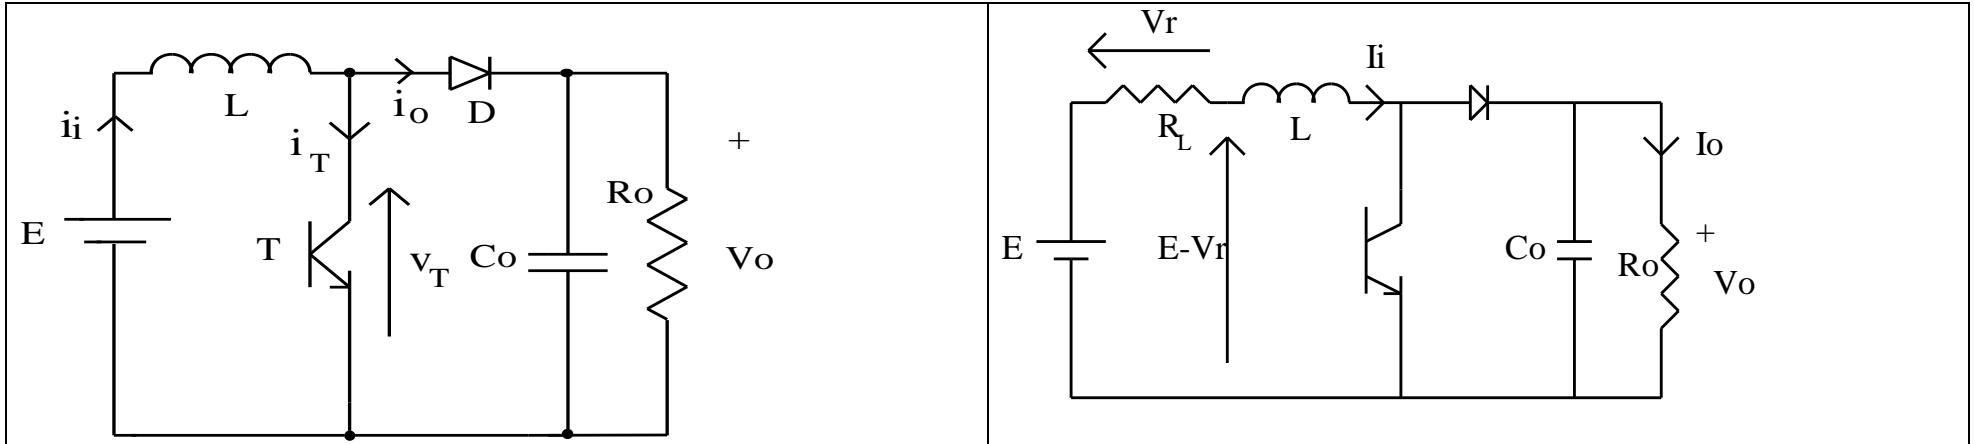 L
D
ii
iT
io
+
E
T
vT
Co
Ro
Vo
Vr
Ii
RL
L
Io
E
E-Vr
Co
Ro
+
Vo